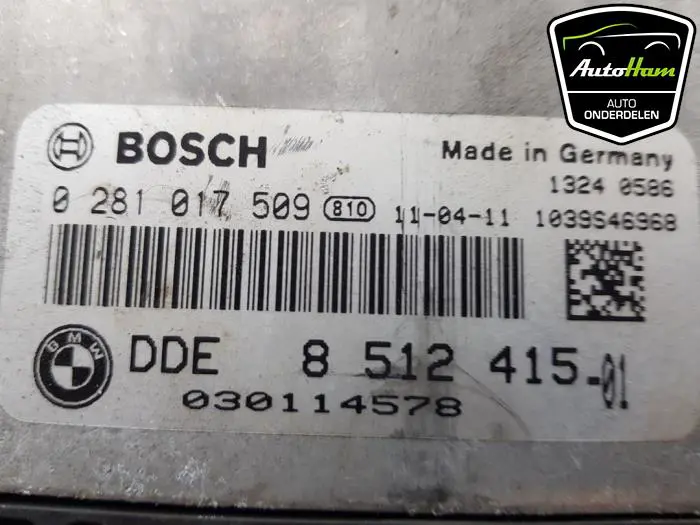 AutoHam
AUTO
ONDERDELEN
BOSCH
Made in Germany
1324 0586
0 281 017 509 810 11-04-11 1039S46968
BMW DDE 8 512 415-01
030114578